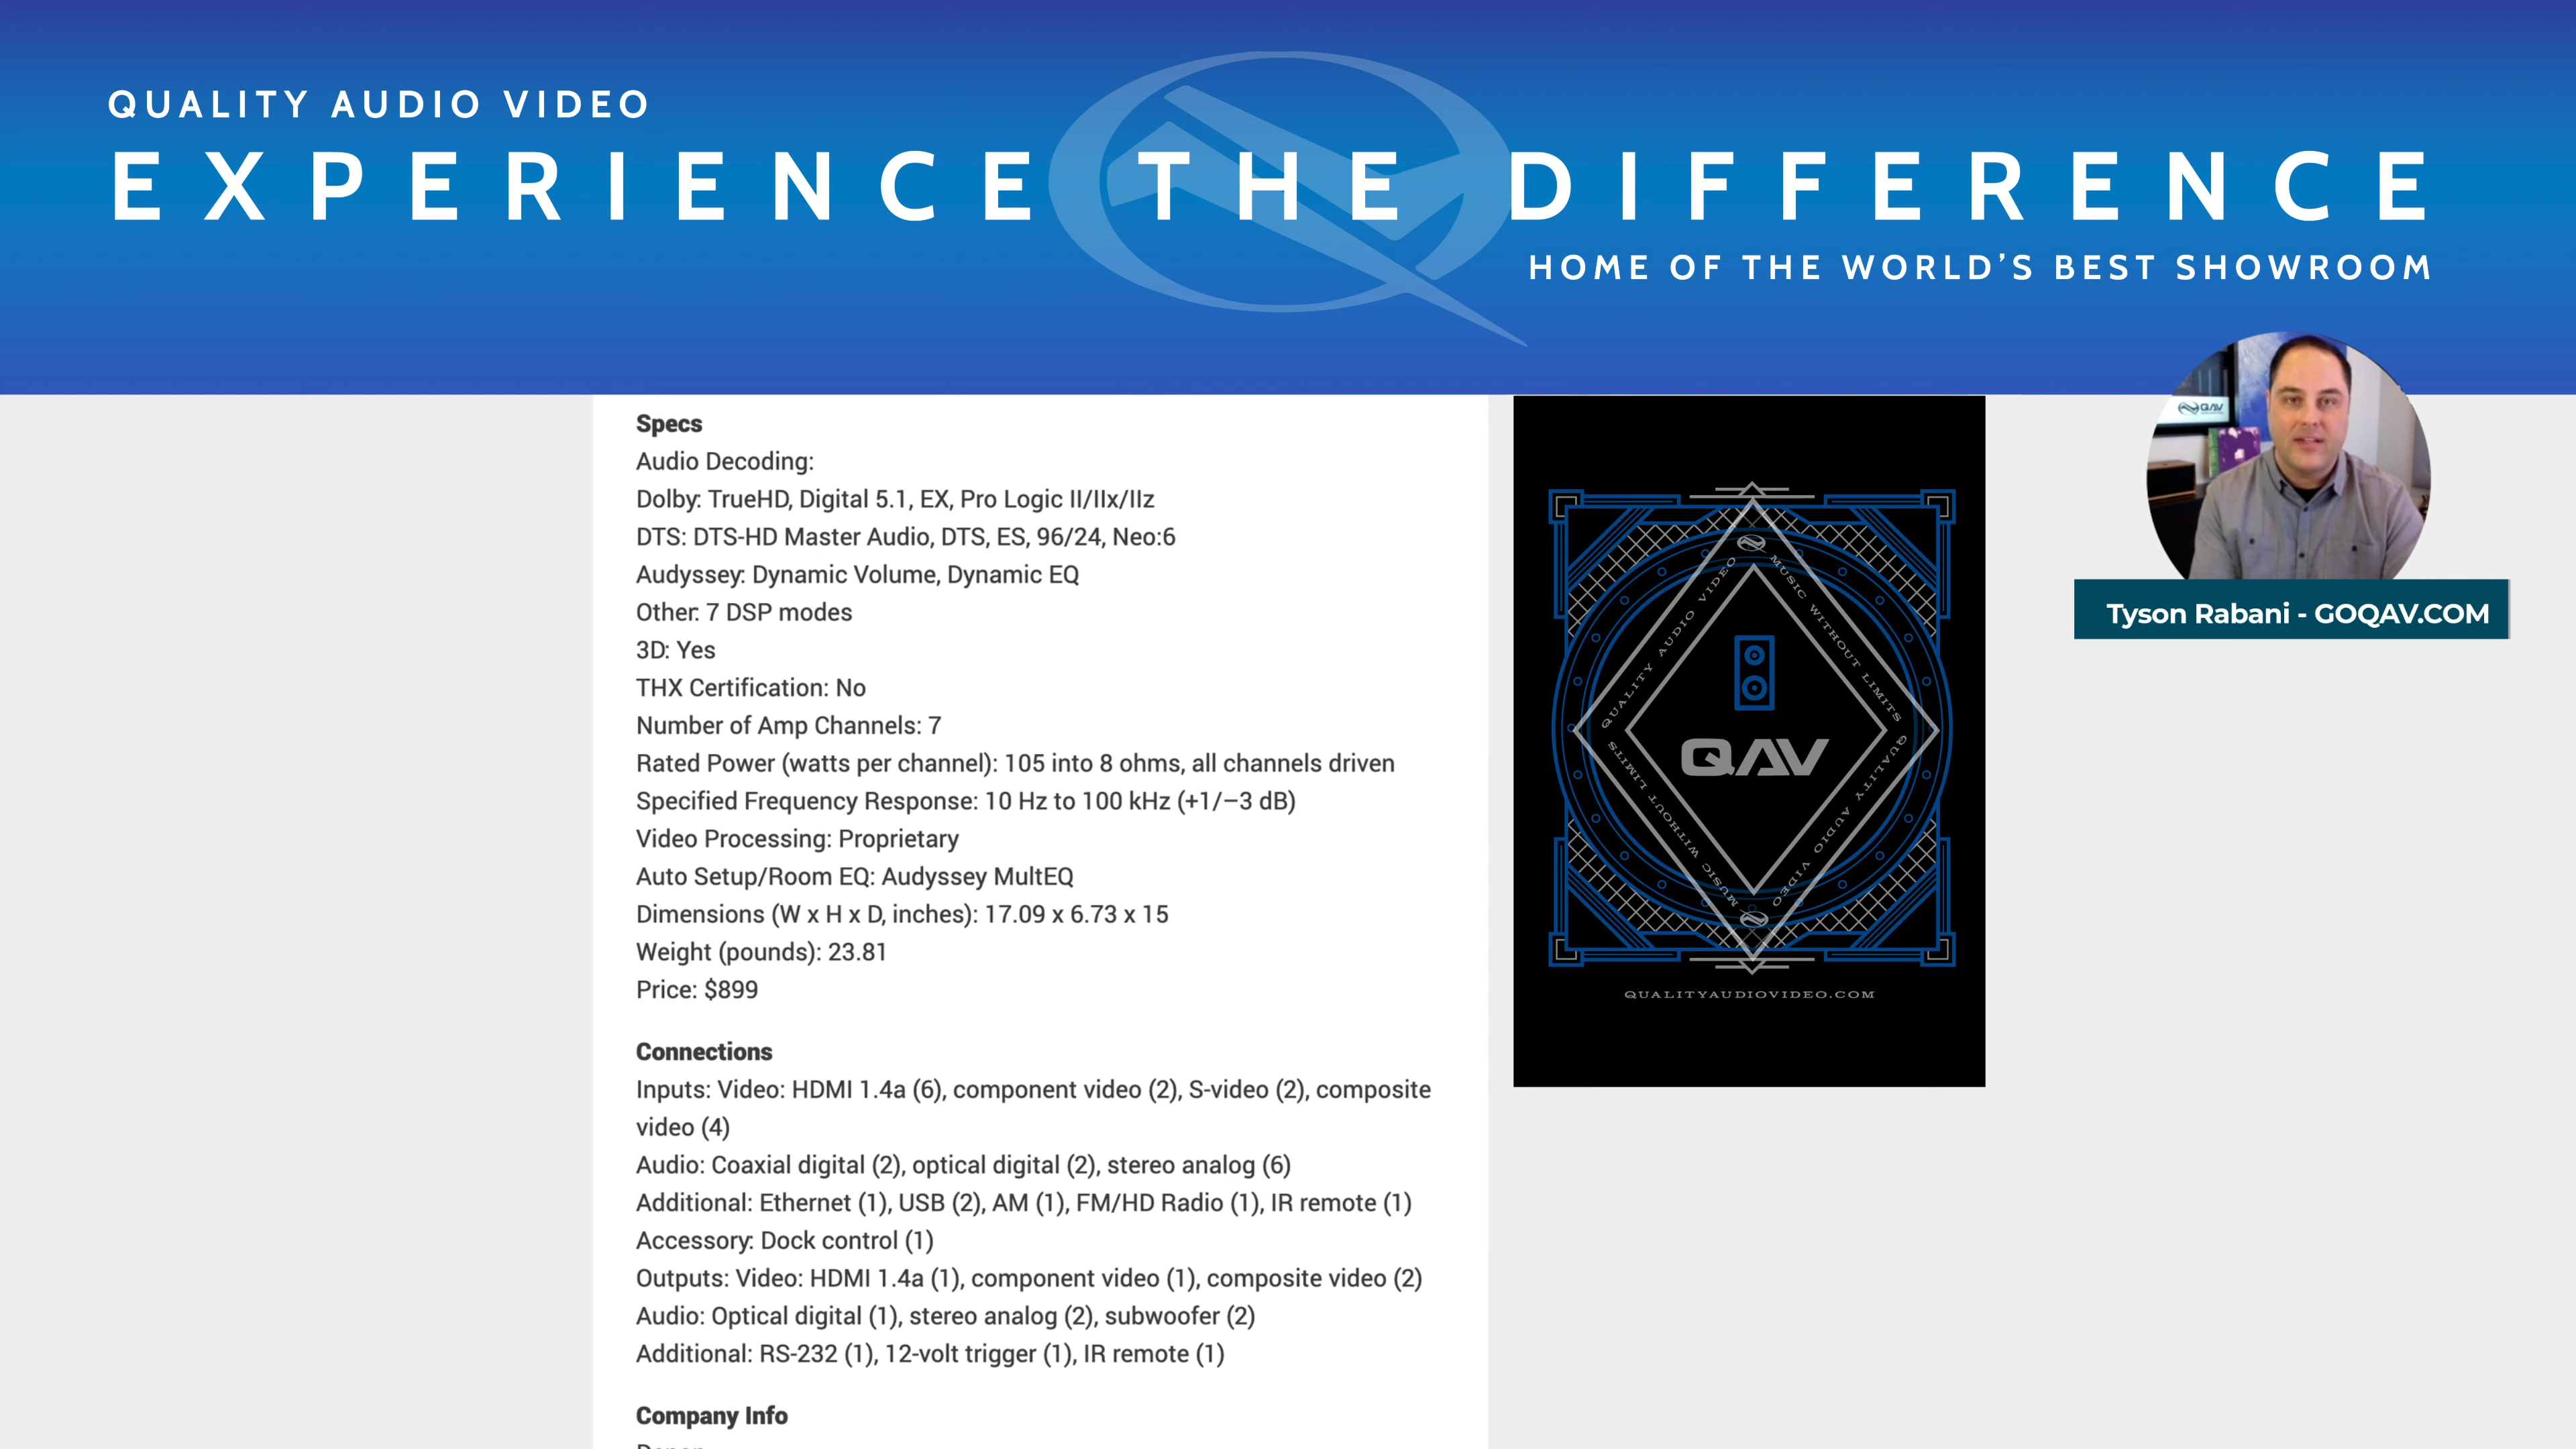 QUALITY AUDIO VIDEO
EXPERIENCE THE DIFFERENCE
HOME OF THE WORLD'S BEST SHOWROOM
QAV
Tyson Rabani - GOQAV.COM
Specs
Audio Decoding:
Dolby: TrueHD, Digital 5.1, EX, Pro Logic II/IIx/IIz
DTS: DTS-HD Master Audio, DTS, ES, 96/24, Neo:6
Audyssey: Dynamic Volume, Dynamic EQ
Other: 7 DSP modes
3D: Yes
THX Certification: No
Number of Amp Channels: 7
Rated Power (watts per channel): 105 into 8 ohms, all channels driven
Specified Frequency Response: 10 Hz to 100 kHz (+1/−3 dB)
Video Processing: Proprietary
Auto Setup/Room EQ: Audyssey MultEQ
Dimensions (W x H x D, inches): 17.09 x 6.73 x 15
Weight (pounds): 23.81
Price: $899
Connections
Inputs: Video: HDMI 1.4a (6), component video (2), S-video (2), composite
video (4)
Audio: Coaxial digital (2), optical digital (2), stereo analog (6)
Additional: Ethernet (1), USB (2), AM (1), FM/HD Radio (1), IR remote (1)
Accessory: Dock control (1)
Outputs: Video: HDMI 1.4a (1), component video (1), composite video (2)
Audio: Optical digital (1), stereo analog (2), subwoofer (2)
Additional: RS-232 (1), 12-volt trigger (1), IR remote (1)
Company Info
QUALITY AUDIO VIDEO
MUSIC WITHOUT LIMITS
QUALITY AUDIO VIDEO
MUSIC WITHOUT LIMITS
QAV
QUALITYAUDIOVIDEO.COM